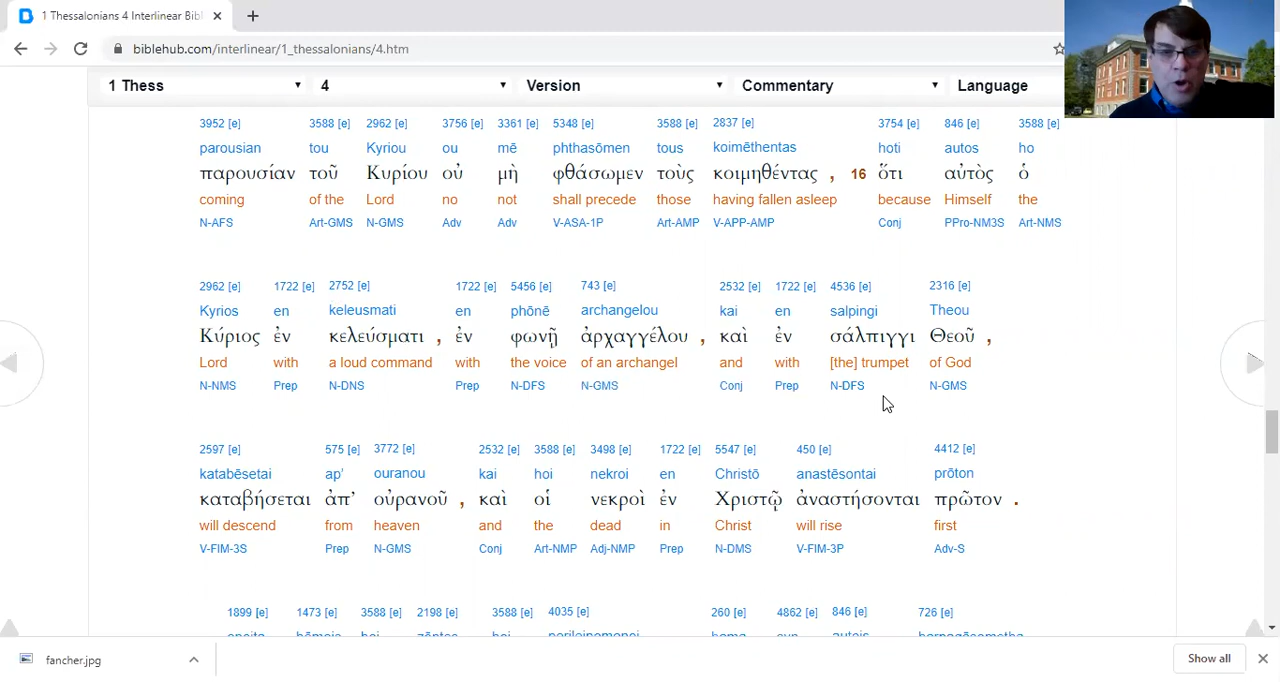 1 Thessalonians 4 Interlinear Bibl
biblehub.com/interlinear/1_thessalonians/4.htm
1 Thess 4 Version Commentary Language
3952 [e] 3588 [e] 2962 [e] 3756 [e] 3361 [e] 5348 [e] 3588 [e] 2837 [e] 3754 [e] 846 [e] 3588 [e]
parousian tou Kyriou ou mē phthasōmen tous koimēthentas hoti autos ho
παρουσίαν τοῦ Κυρίου οὐ μὴ φθάσωμεν τοὺς κοιμηθέντας , 16 ὅτι αὐτὸς ὁ
coming of the Lord no not shall precede those having fallen asleep because Himself the
N-AFS Art-GMS N-GMS Adv Adv V-ASA-1P Art-AMP V-APP-AMP Conj PPro-NM3S Art-NMS
2962 [e] 1722 [e] 2752 [e] 1722 [e] 5456 [e] 743 [e] 2532 [e] 1722 [e] 4536 [e] 2316 [e]
Kyrios en keleusmati en phōnē archangelou kai en salpingi Theou
Κύριος ἐν κελεύσματι , ἐν φωνῇ ἀρχαγγέλου , καὶ ἐν σάλπιγγι Θεοῦ ,
Lord with a loud command with the voice of an archangel and with [the] trumpet of God
N-NMS Prep N-DNS Prep N-DFS N-GMS Conj Prep N-DFS N-GMS
2597 [e] 575 [e] 3772 [e] 2532 [e] 3588 [e] 3498 [e] 1722 [e] 5547 [e] 450 [e] 4412 [e]
katabēsetai ap’ ouranou kai hoi nekroi en Christō anastēsontai prōton
καταβήσεται ἀπ’ οὐρανοῦ , καὶ οἱ νεκροὶ ἐν Χριστῷ ἀναστήσονται πρῶτον .
will descend from heaven and the dead in Christ will rise first
V-FIM-3S Prep N-GMS Conj Art-NMP Adj-NMP Prep N-DMS V-FIM-3P Adv-S
1899 [e] 1473 [e] 3588 [e] 2198 [e] 3588 [e] 4035 [e] 260 [e] 4862 [e] 846 [e] 726 [e]
fancher.jpg Show all